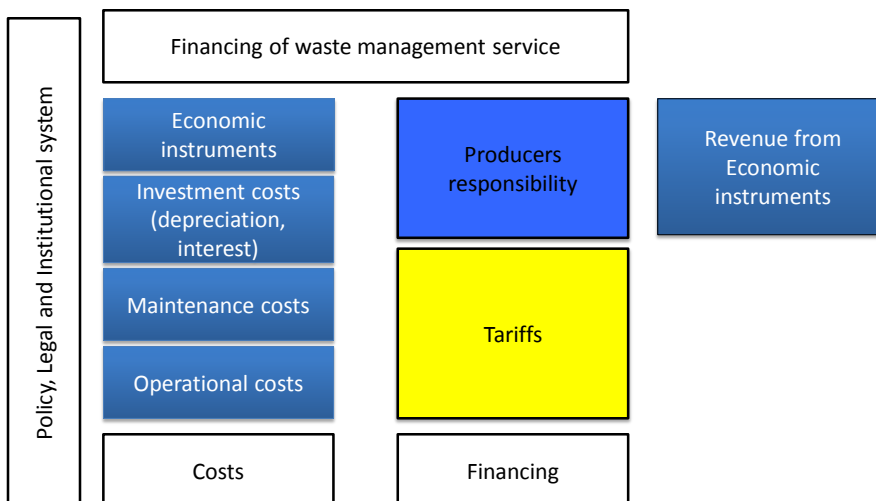 Policy, Legal and Institutional system
Financing of waste management service
Economic
instruments
Investment costs
(depreciation,
interest)
Maintenance costs
Operational costs
Costs
Producers
responsibility
Tariffs
Financing
Revenue from
Economic
instruments